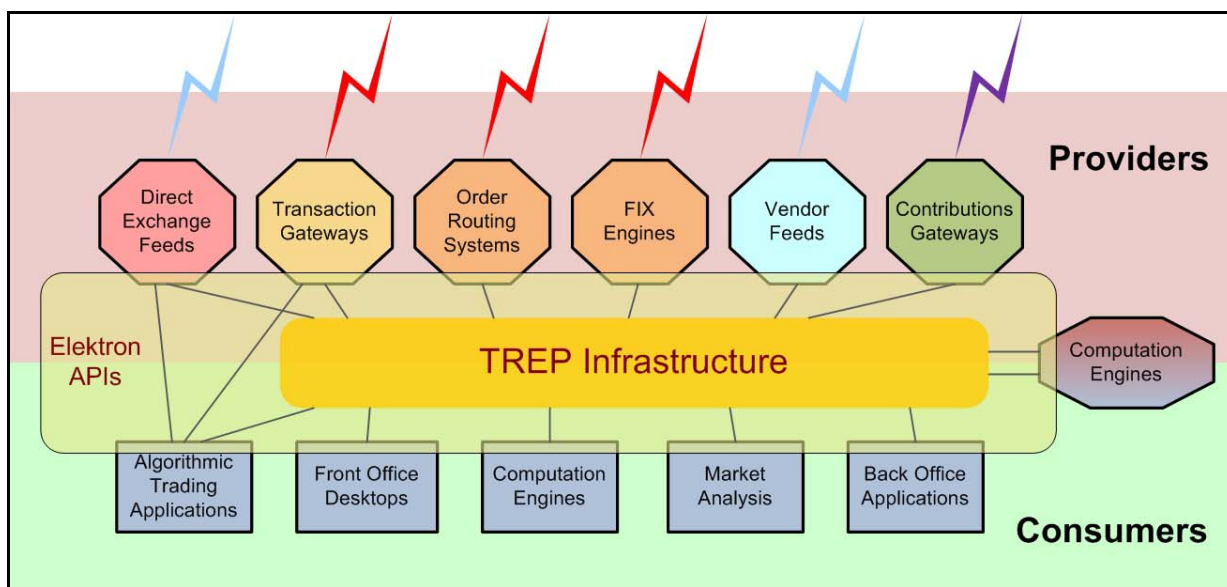 Providers
Direct
Exchange
Feeds
Transaction
Gateways
Order
Routing
Systems
FIX
Engines
Vendor
Feeds
Contributions
Gateways
Elektron
APIs
TREP Infrastructure
Computation
Engines
Algorithmic
Trading
Applications
Front Office
Desktops
Computation
Engines
Market
Analysis
Back Office
Applications
Consumers